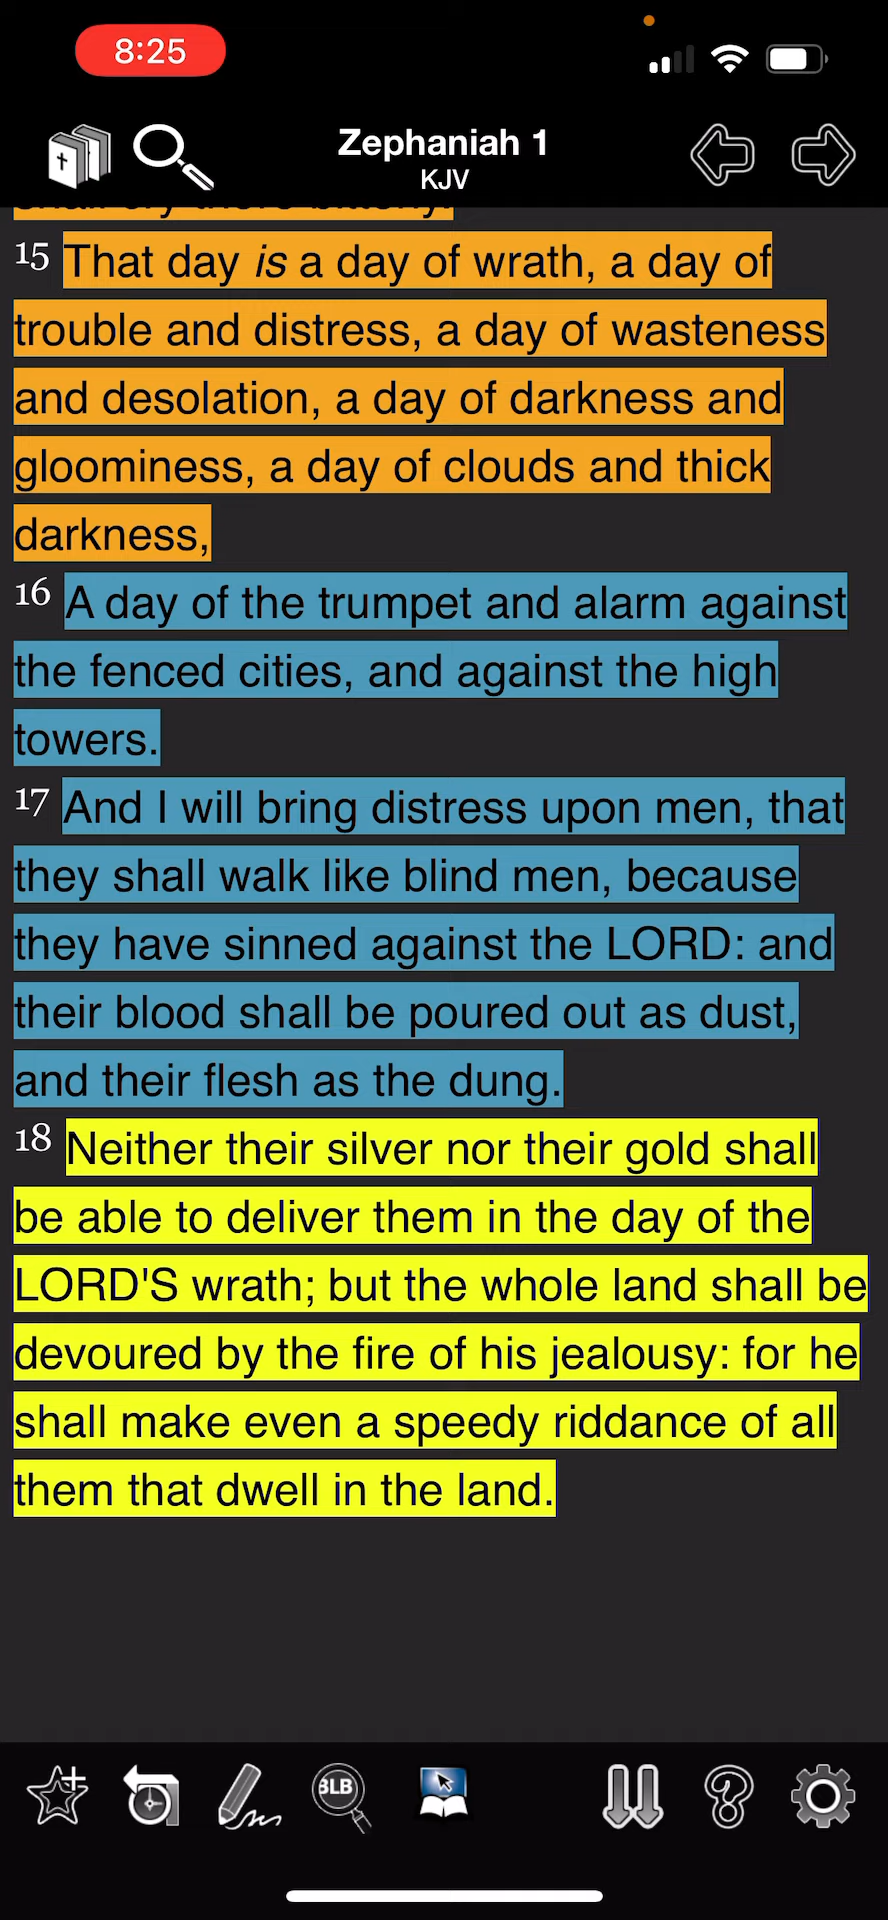 8:25
Zephaniah 1
KJV
15 That day is a day of wrath, a day of
trouble and distress, a day of wasteness
and desolation, a day of darkness and
gloominess, a day of clouds and thick
darkness,
16 A day of the trumpet and alarm against
the fenced cities, and against the high
towers.
17 And I will bring distress upon men, that
they shall walk like blind men, because
they have sinned against the LORD: and
their blood shall be poured out as dust,
and their flesh as the dung.
18 Neither their silver nor their gold shall
be able to deliver them in the day of the
LORD'S wrath; but the whole land shall be
devoured by the fire of his jealousy: for he
shall make even a speedy riddance of all
them that dwell in the land.
BLB